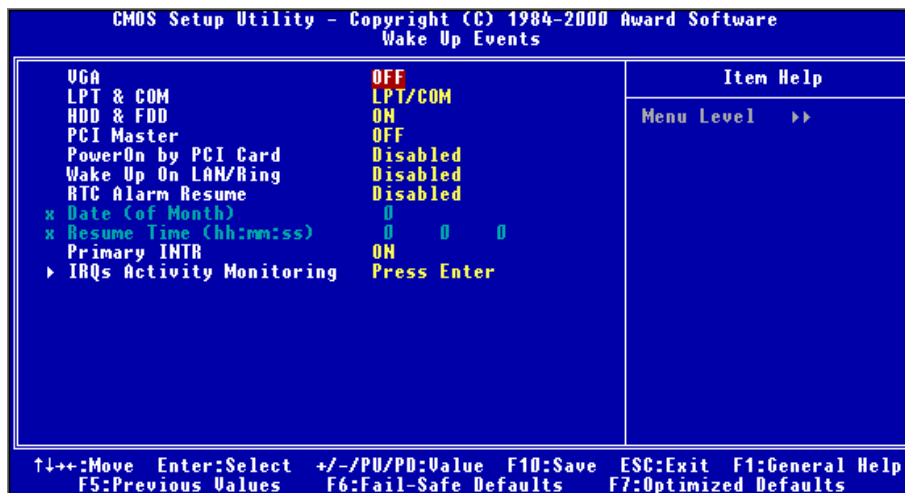 CMOS Setup Utility – Copyright (C) 1984-2000 Award Software
Wake Up Events
VGA OFF
LPT & COM LPT/COM
HDD & FDD ON
PCI Master OFF
PowerOn by PCI Card Disabled
Wake Up On LAN/Ring Disabled
RTC Alarm Resume Disabled
x Date (of Month) 0
x Resume Time (hh:mm:ss) 0 0 0
Primary INTR ON
▸ IRQs Activity Monitoring Press Enter
Item Help
Menu Level ▸▸
↑↓→←:Move Enter:Select +/-/PU/PD:Value F10:Save ESC:Exit F1:General Help
F5:Previous Values F6:Fail-Safe Defaults F7:Optimized Defaults